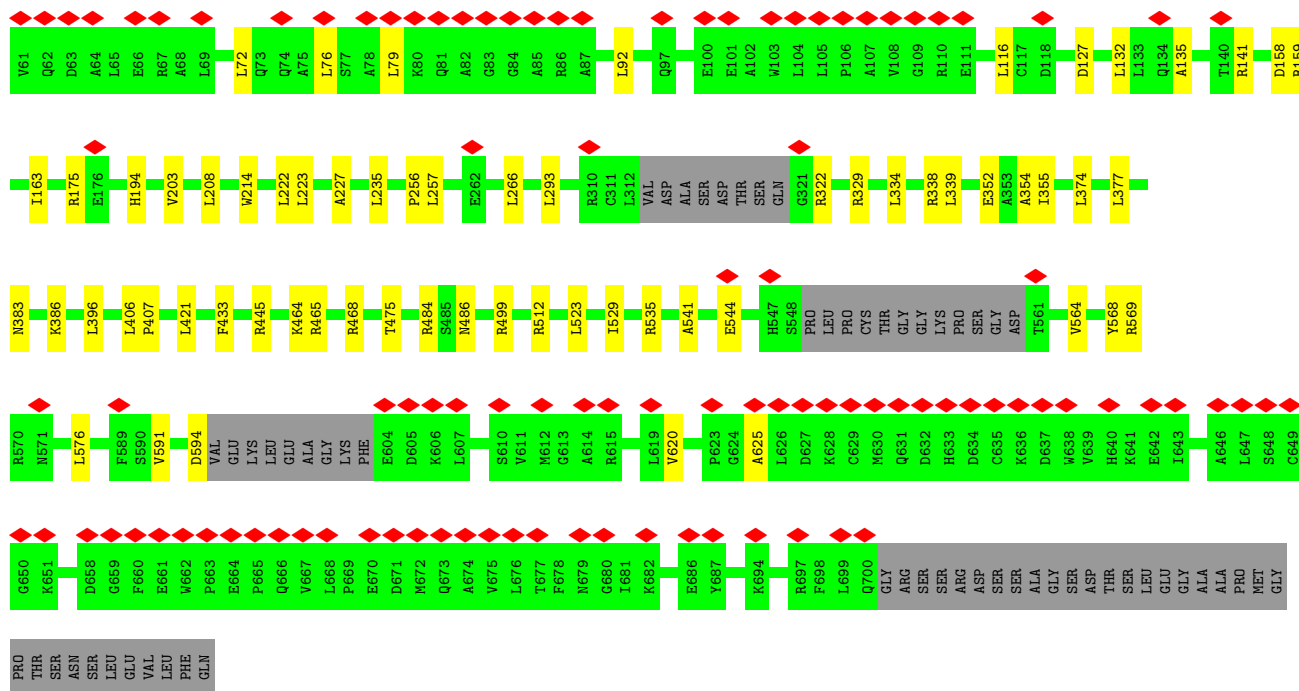 V61 Q62 D63 A64 L65 E66 R67 A68 L69 L72 Q73 Q74 A75 L76 S77 A78 L79 K80 Q81 A82 G83 G84 A85 R86 A87 L92 Q97 E100 E101 A102 W103 L104 L105 P106 A107 V108 G109 R110 E111 L116 C117 D118 D127 L132 L133 Q134 A135 T140 R141 D158 R159
I163 R175 E176 H194 V203 L208 W214 L222 L223 A227 L235 P256 L257 E262 L266 L293 R310 C311 L312 VAL ASP ALA SER ASP THR SER GLN G321 R322 R329 L334 R338 L339 E352 A353 A354 I355 L374 L377
N383 K386 L396 L406 P407 L421 F433 R445 K464 R465 R468 T475 R484 S485 N486 R499 R512 L523 I529 R535 A541 E544 H547 S548 PRO LEU PRO CYS THR GLY GLY LYS PRO SER GLY ASP T561 V564 Y568 R569
R570 N571 L576 F589 S590 V591 D594 VAL GLU LYS LEU GLU ALA GLY LYS PHE E604 D605 K606 L607 S610 V611 M612 G613 A614 R615 L619 V620 P623 G624 A625 L626 D627 K628 C629 M630 Q631 D632 H633 D634 C635 K636 D637 W638 V639 H640 K641 E642 I643 A646 L647 S648 C649
G650 K651 D658 G659 F660 E661 W662 P663 E664 P665 Q666 V667 L668 P669 E670 D671 M672 Q673 A674 V675 L676 T677 F678 N679 G680 I681 K682 E686 Y687 K694 R697 F698 L699 Q700 GLY ARG SER SER ARG ASP SER SER ALA GLY SER ASP THR SER LEU GLU GLY ALA ALA PRO MET GLY
PRO THR SER ASN SER LEU GLU VAL LEU PHE GLN